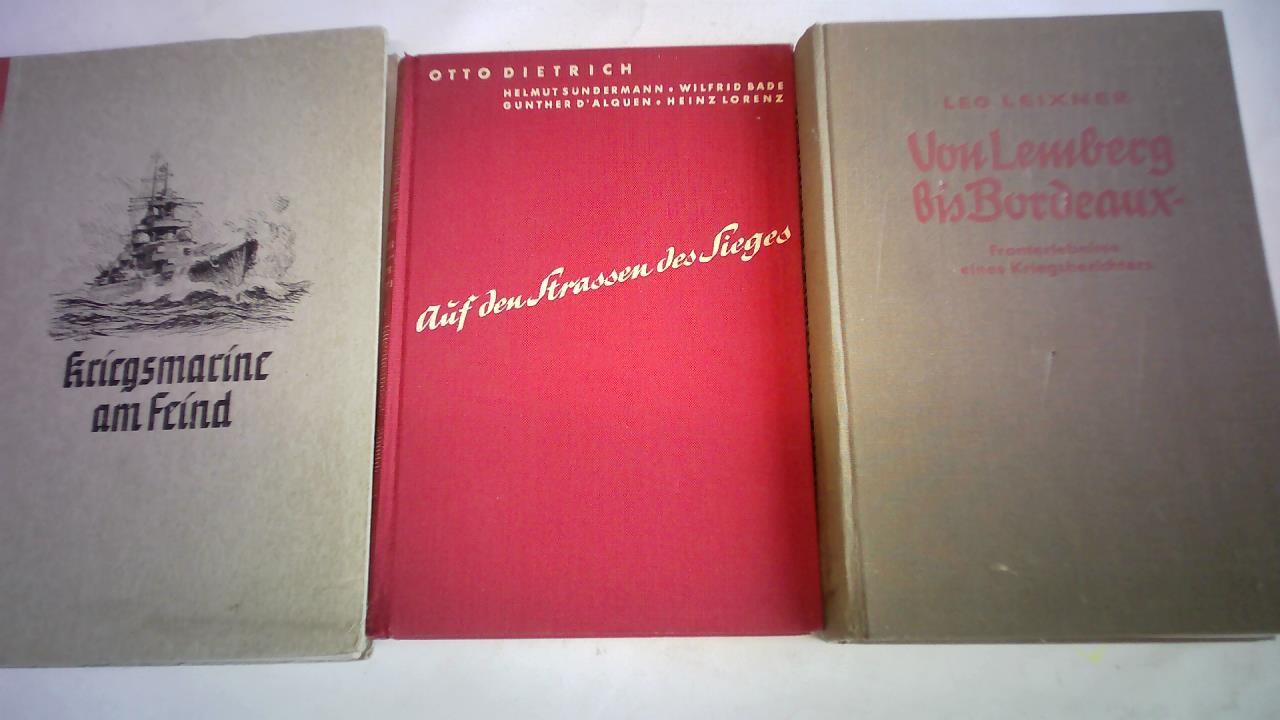 Kriegsmarine
am Feind
OTTO DIETRICH
HELMUT SUNDERMANN • WILFRID BADE
GUNTHER D'ALQUEN • HEINZ LORENZ
Auf den Strassen des Sieges
LEO LEIXNER
Von Lemberg
bis Bordeaux-
Fronterlebnisse
eines Kriegsberichters